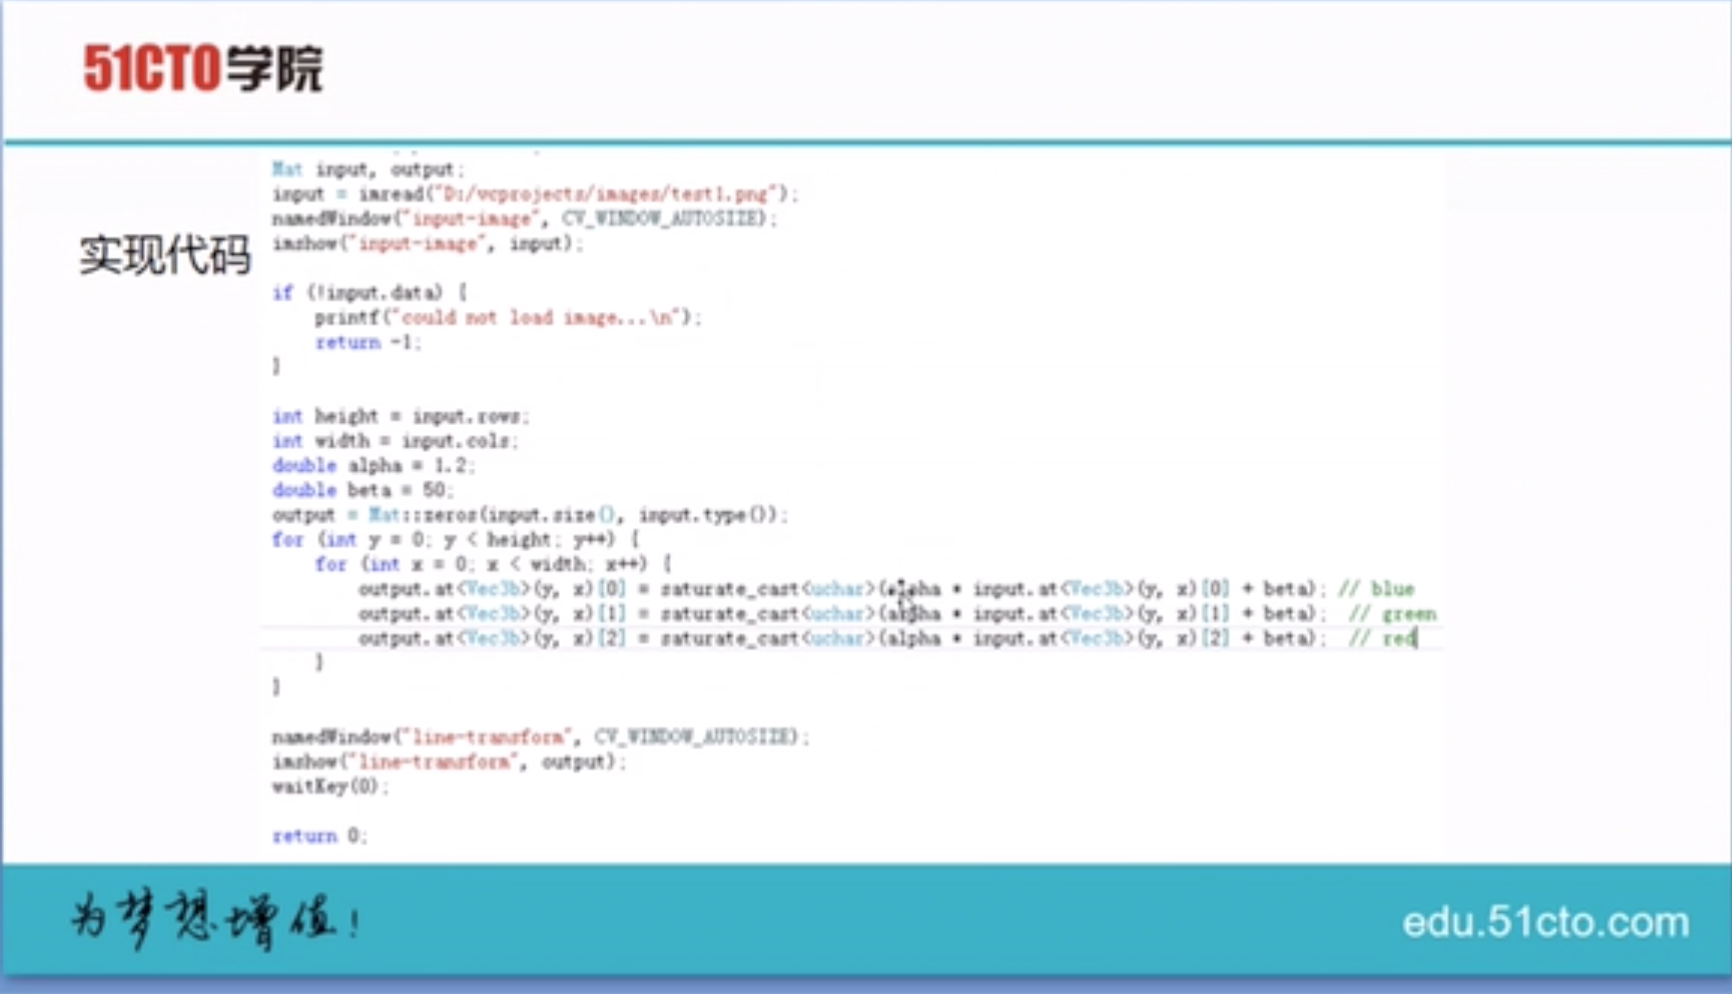 51CTO学院
实现代码
Mat input, output;
input = imread("D:/vcprojects/images/test1.png");
namedWindow("input-image", CV_WINDOW_AUTOSIZE);
imshow("input-image", input);
if (!input.data) {
printf("could not load image...\n");
return -1;
}
int height = input.rows;
int width = input.cols;
double alpha = 1.2;
double beta = 50;
output = Mat::zeros(input.size(), input.type());
for (int y = 0; y < height; y++) {
for (int x = 0; x < width; x++) {
output.at<Vec3b>(y, x)[0] = saturate_cast<uchar>(alpha * input.at<Vec3b>(y, x)[0] + beta); // blue
output.at<Vec3b>(y, x)[1] = saturate_cast<uchar>(alpha * input.at<Vec3b>(y, x)[1] + beta); // green
output.at<Vec3b>(y, x)[2] = saturate_cast<uchar>(alpha * input.at<Vec3b>(y, x)[2] + beta); // red
}
}
namedWindow("line-transform", CV_WINDOW_AUTOSIZE);
imshow("line-transform", output);
waitKey(0);
return 0;
为梦想增值!
edu.51cto.com